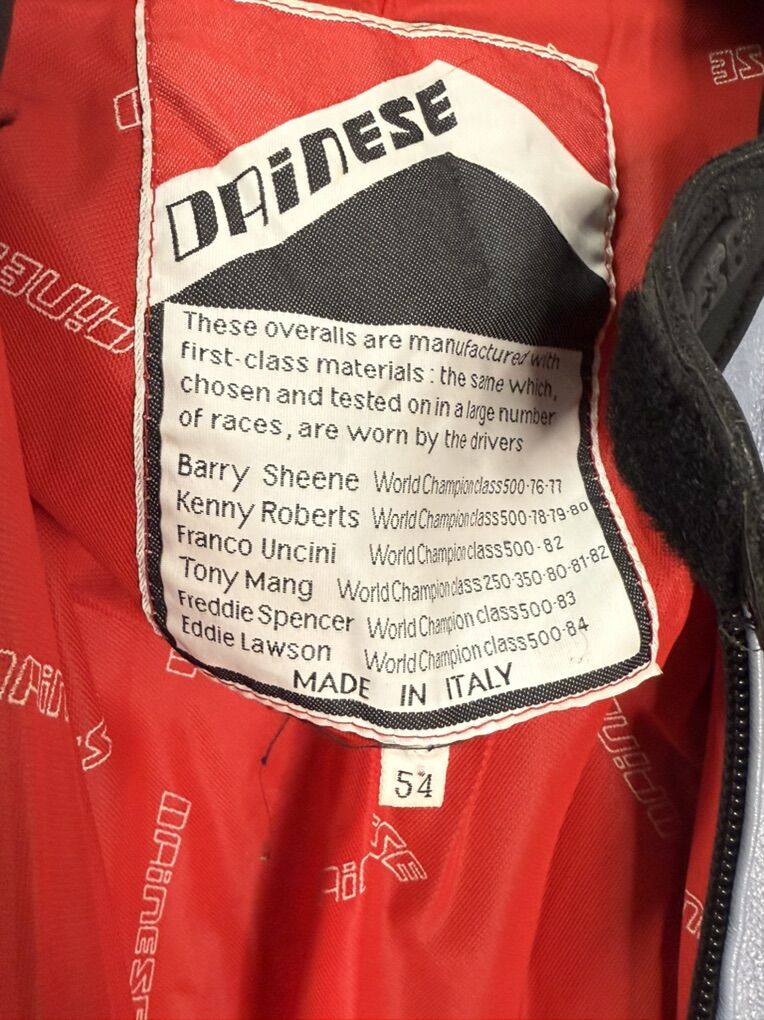 DAINESE
These overalls are manufactured with
first-class materials : the same which,
chosen and tested on in a large number
of races, are worn by the drivers
Barry Sheene World Champion class 500-76-77
Kenny Roberts World Champion class 500-78-79-80
Franco Uncini World Champion class 500-82
Tony Mang World Champion class 250-350-80-81-82
Freddie Spencer World Champion class 500-83
Eddie Lawson World Champion class 500-84
MADE IN ITALY
54
DAINESE